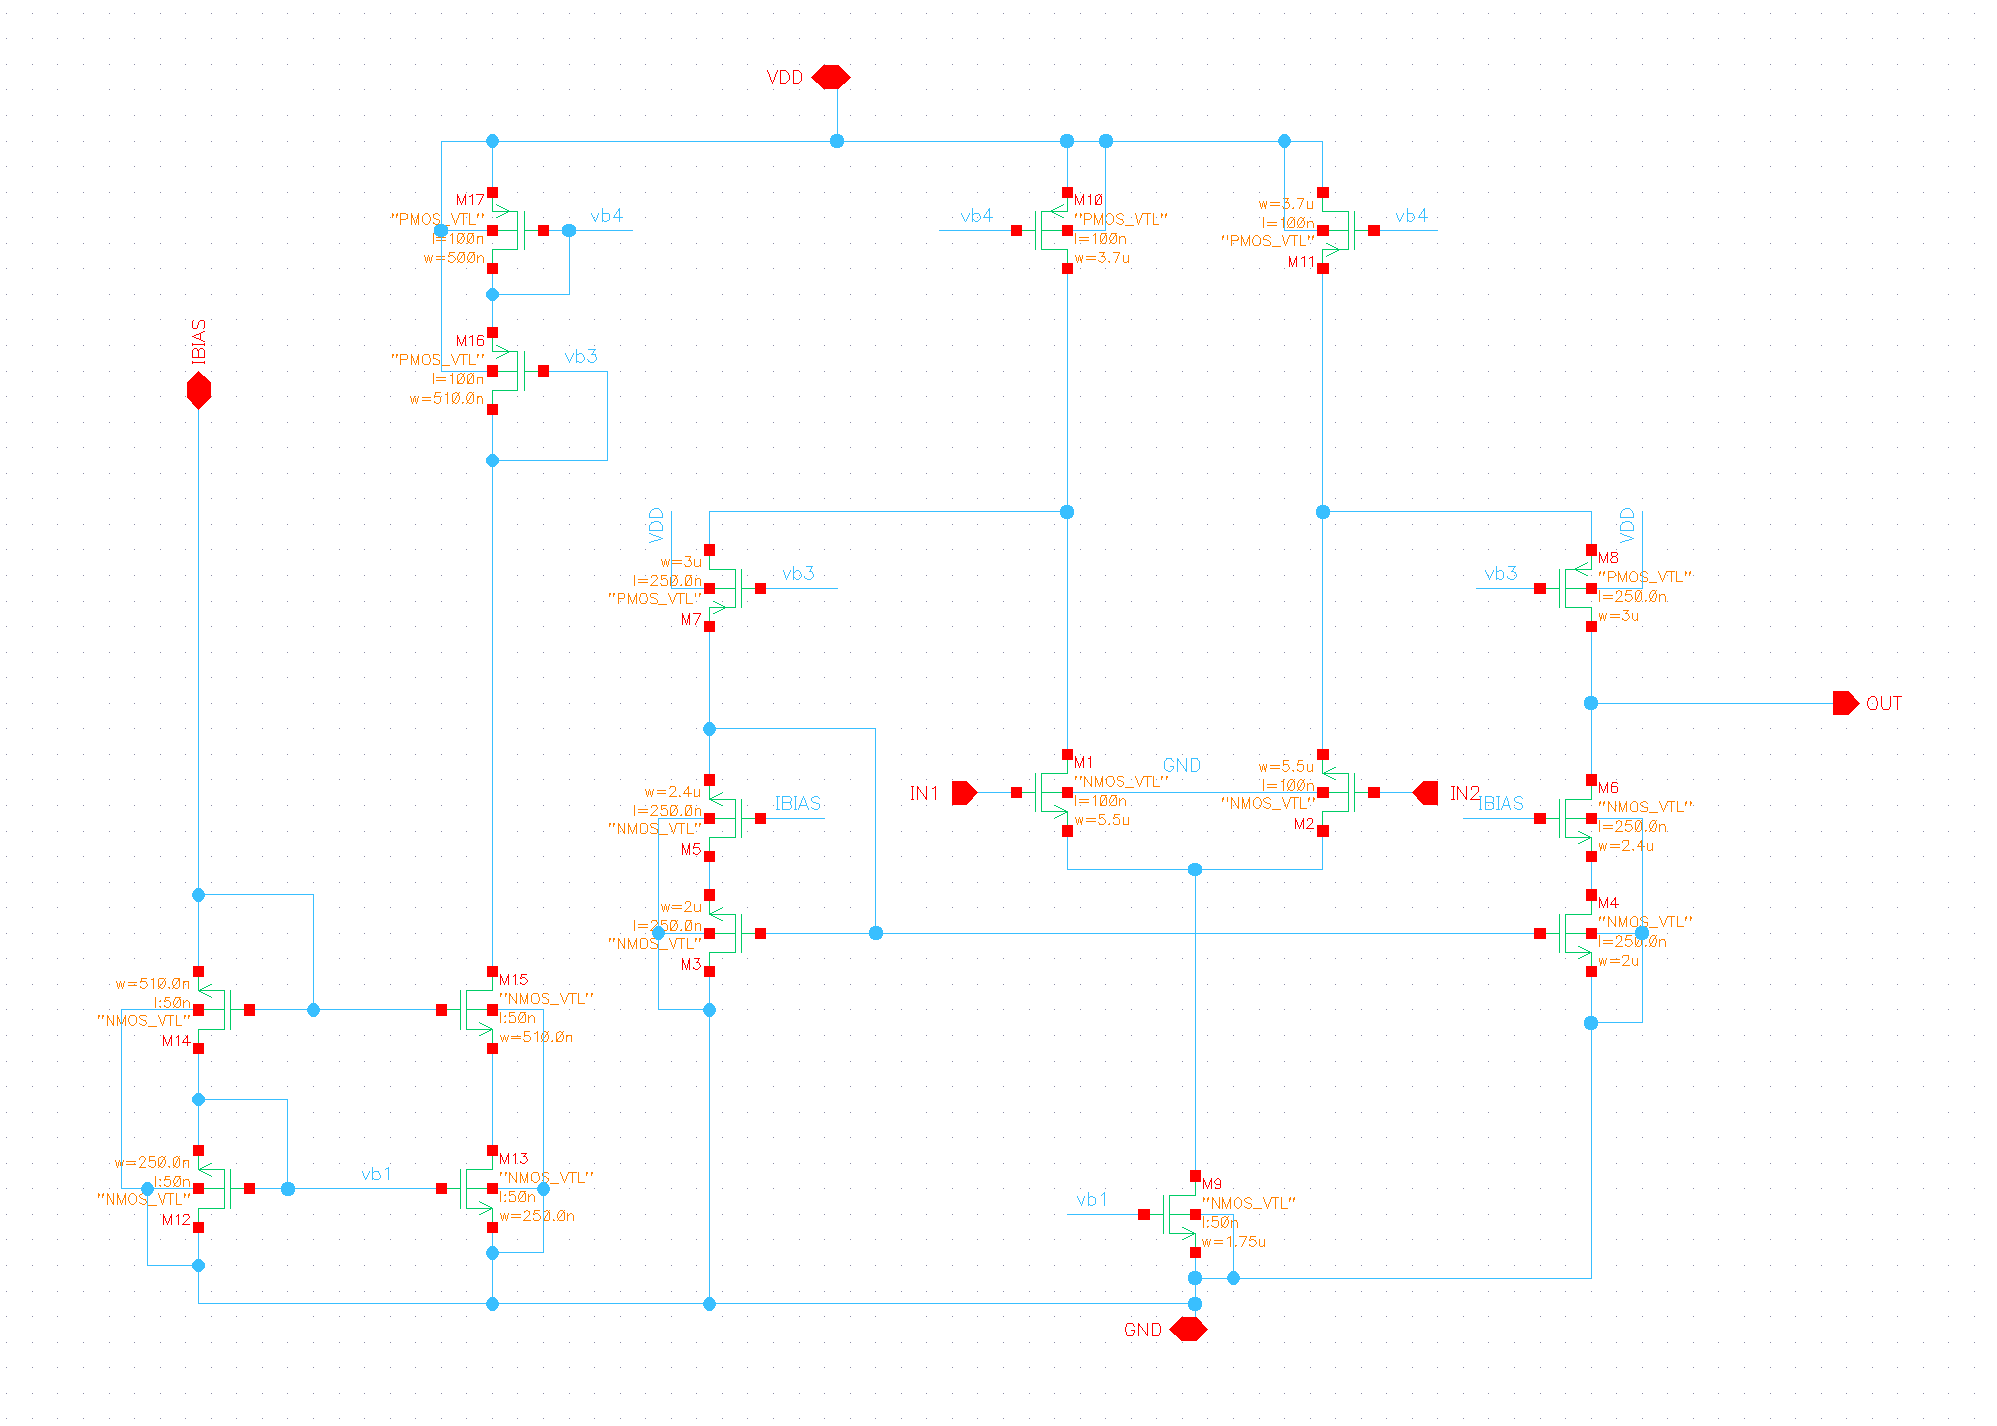 VDD
M17
"PMOS_VTL"
l=100n
w=500n
vb4
vb4
M10
"PMOS_VTL"
l=100n
w=3.7u
w=3.7u
l=100n
"PMOS_VTL"
M11
vb4
IBIAS
M16
"PMOS_VTL"
l=100n
w=510.0n
vb3
VDD
w=3u
l=250.0n
"PMOS_VTL"
M7
vb3
vb3
VDD
M8
"PMOS_VTL"
l=250.0n
w=3u
OUT
IN1
M1
"NMOS_VTL"
l=100n
w=5.5u
GND
w=5.5u
l=100n
"NMOS_VTL"
M2
IN2
w=2.4u
l=250.0n
"NMOS_VTL"
M5
IBIAS
IBIAS
M6
"NMOS_VTL"
l=250.0n
w=2.4u
w=2u
l=250.0n
"NMOS_VTL"
M3
M4
"NMOS_VTL"
l=250.0n
w=2u
w=510.0n
l:50n
"NMOS_VTL"
M14
M15
"NMOS_VTL"
l:50n
w=510.0n
w=250.0n
l:50n
"NMOS_VTL"
M12
vb1
M13
"NMOS_VTL"
l:50n
w=250.0n
vb1
M9
"NMOS_VTL"
l:50n
w=1.75u
GND